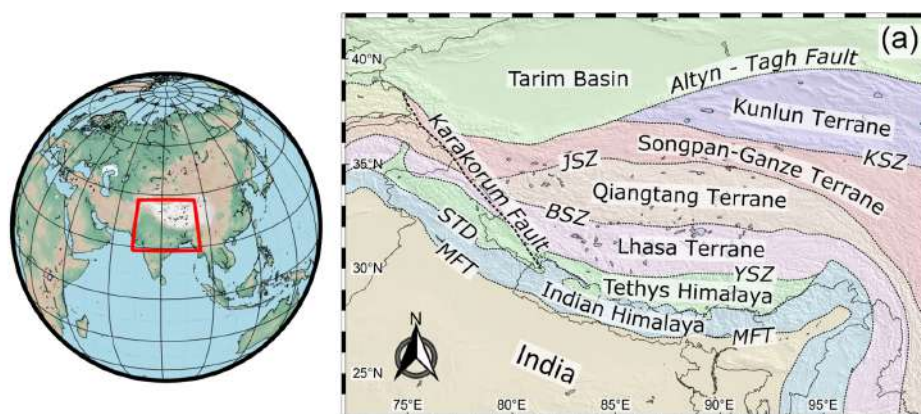 (a)
40°N
Tarim Basin
Altyn - Tagh Fault
Kunlun Terrane
Karakorum Fault
Songpan-Ganze Terrane
KSZ
JSZ
35°N
Qiangtang Terrane
BSZ
STD
Lhasa Terrane
MFT
YSZ
30°N
Tethys Himalaya
Indian Himalaya
MFT
N
India
25°N
75°E
80°E
85°E
90°E
95°E